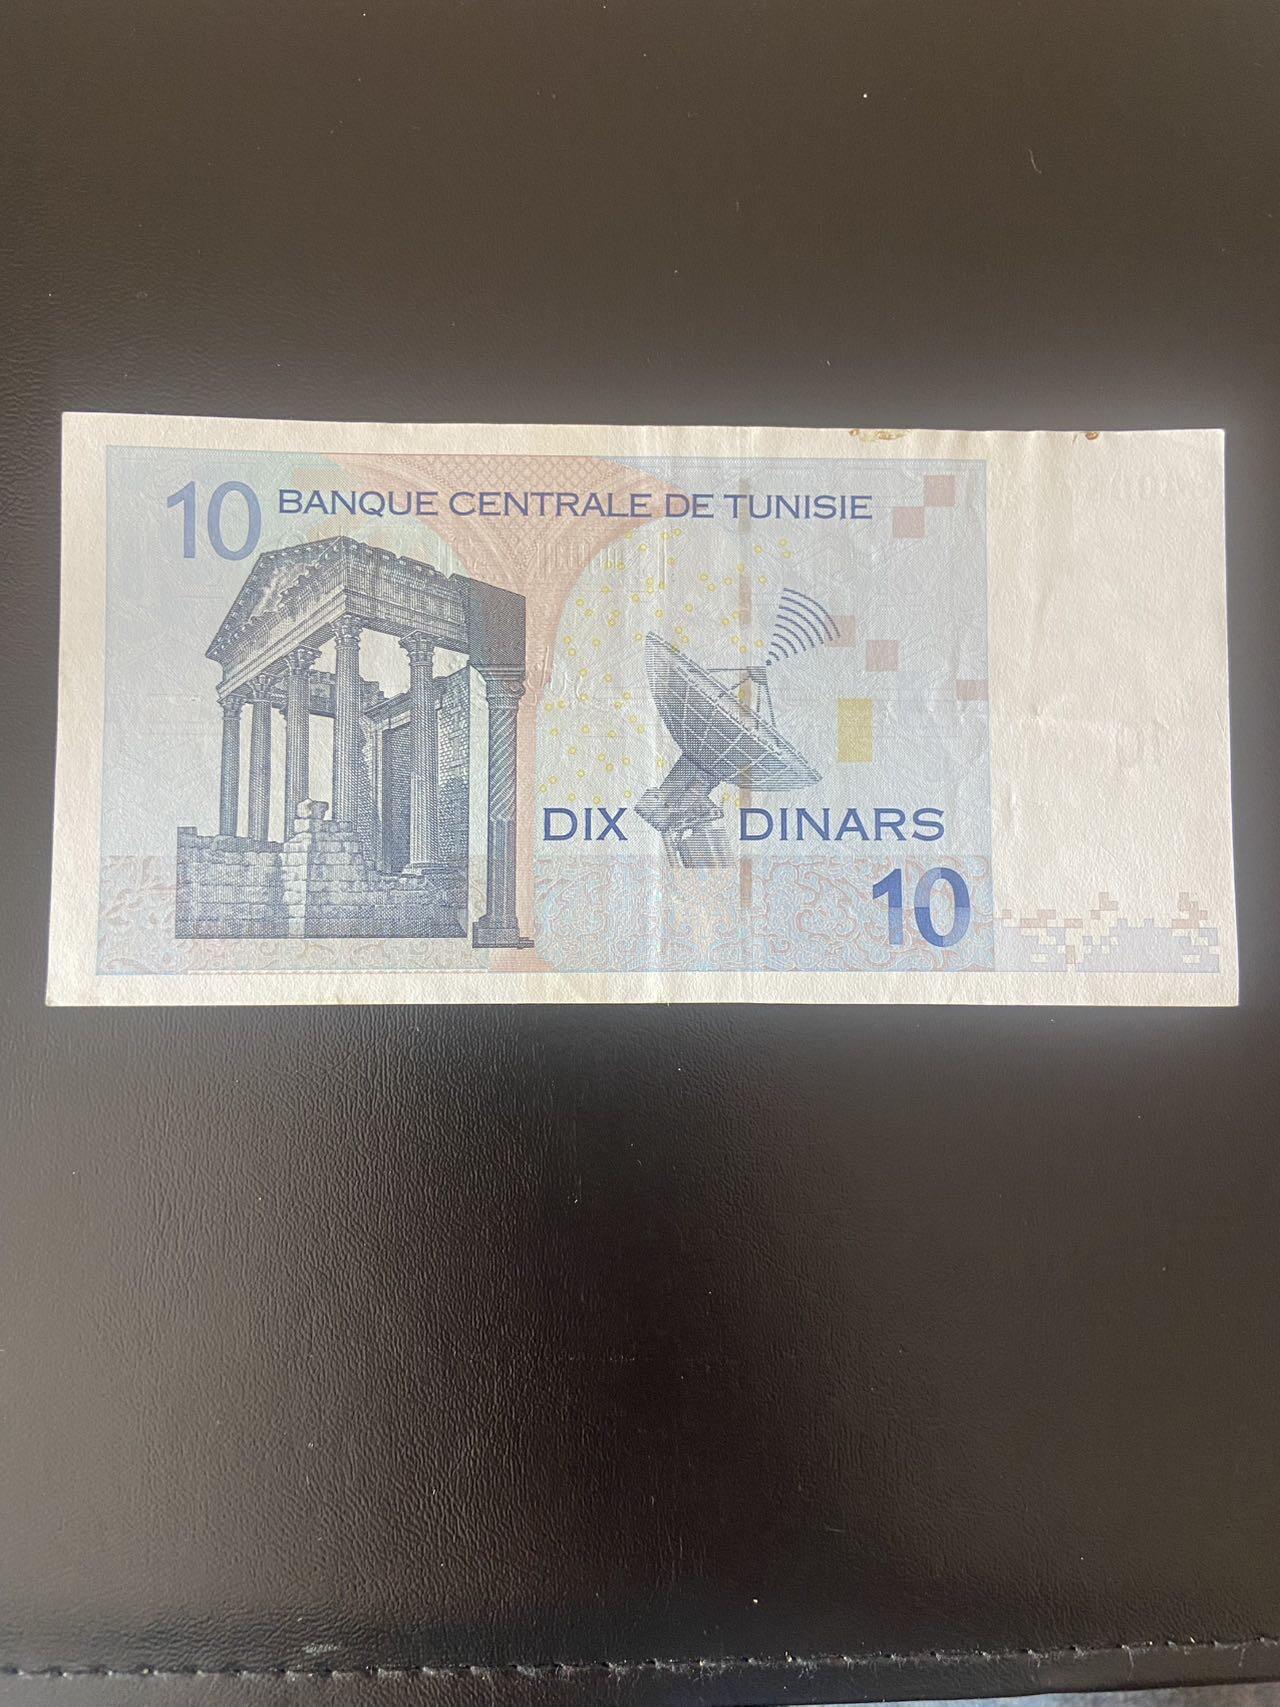 10 BANQUE CENTRALE DE TUNISIE
DIX DINARS
10